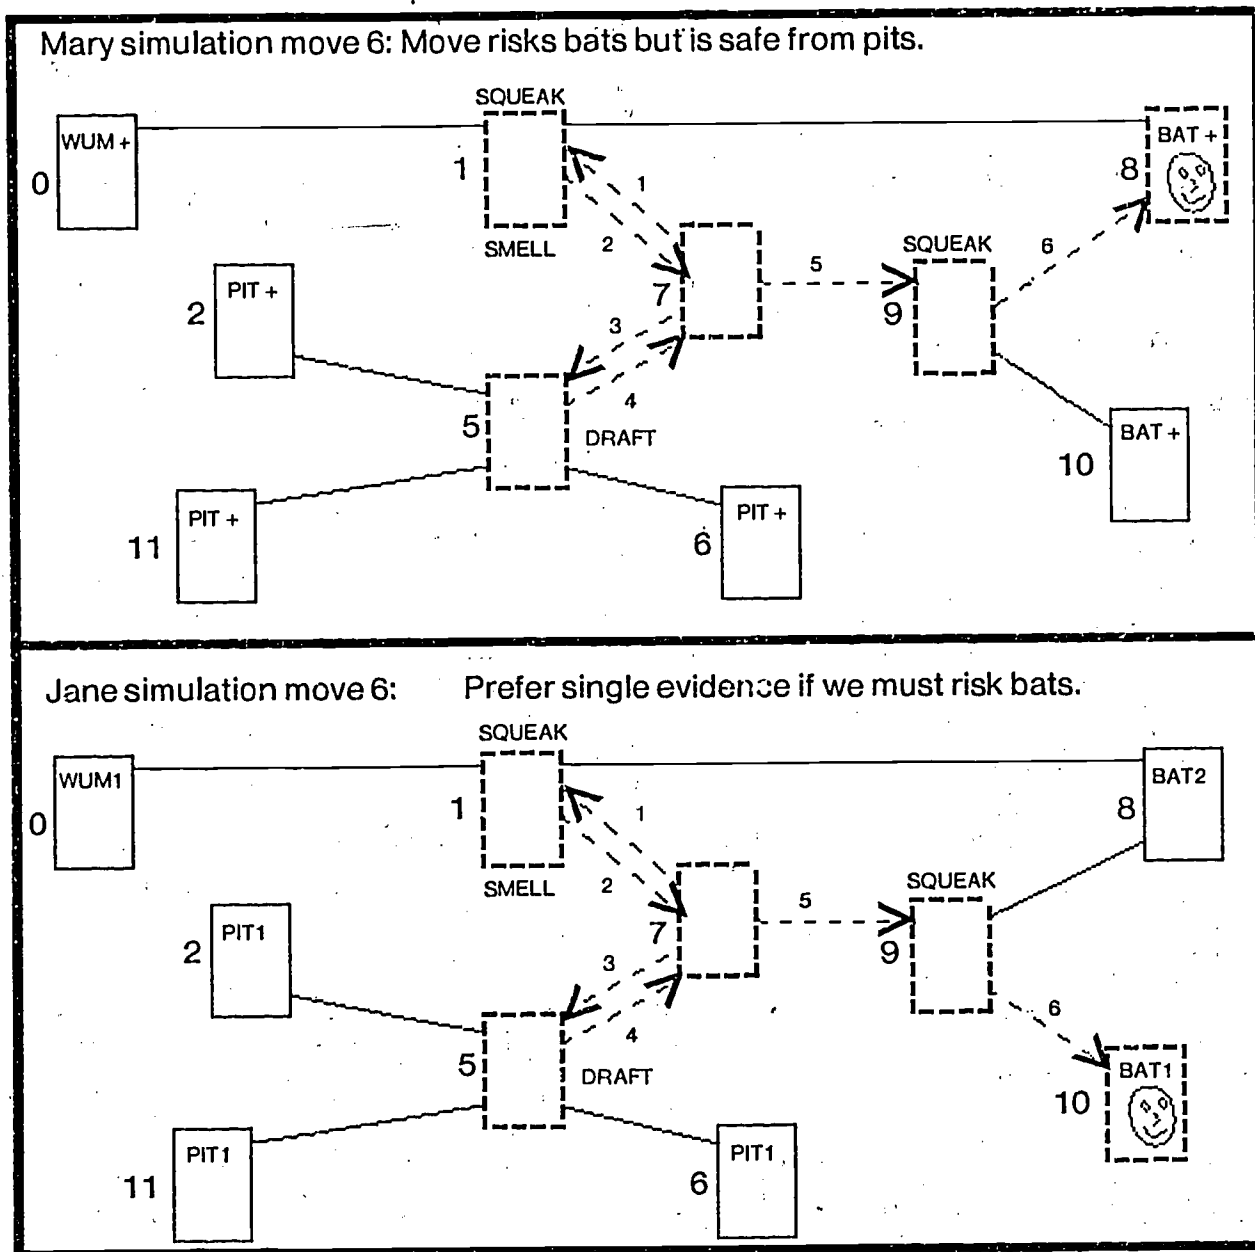 Mary simulation move 6: Move risks bats but is safe from pits.
SQUEAK
WUM +
BAT +
0
1
8
1
SMELL
2
SQUEAK
6
PIT +
2
7
5
9
3
5
4
DRAFT
BAT +
10
PIT +
11
PIT +
6
Jane simulation move 6: Prefer single evidence if we must risk bats.
SQUEAK
WUM1
BAT2
0
1
8
1
SMELL
2
SQUEAK
5
PIT1
2
7
9
3
6
5
4
DRAFT
BAT1
10
PIT1
11
PIT1
6